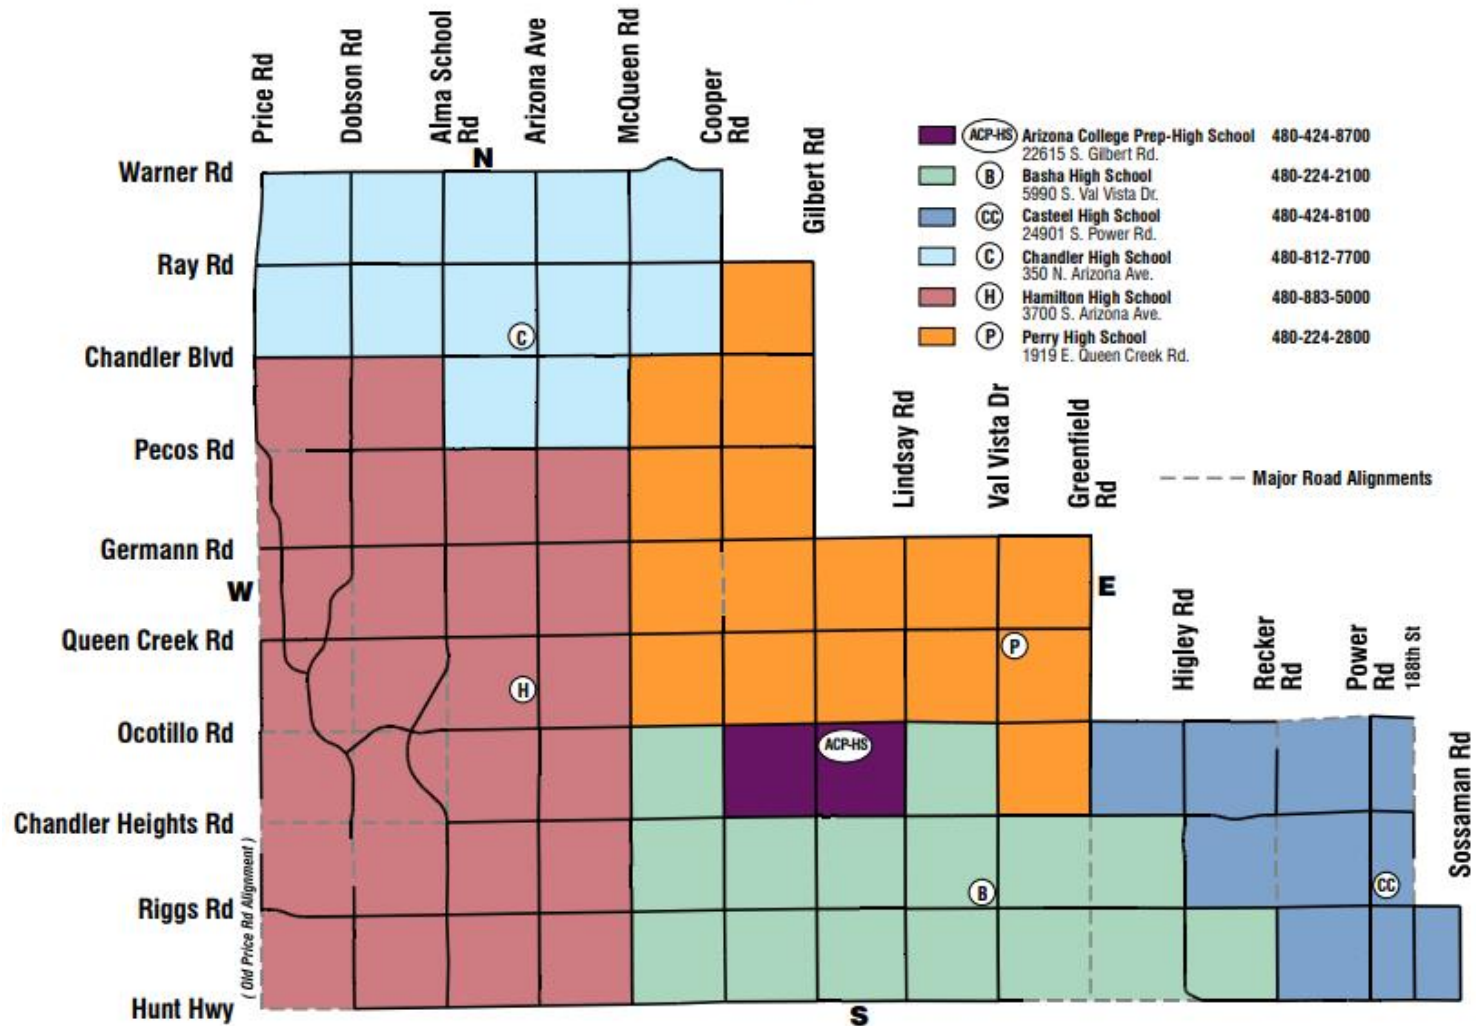 Price Rd
Dobson Rd
Alma School
Rd
Arizona Ave
McQueen Rd
Cooper
Rd
Gilbert Rd
N
Warner Rd
Ray Rd
Chandler Blvd
Pecos Rd
Germann Rd
W
Queen Creek Rd
Ocotillo Rd
Chandler Heights Rd
Riggs Rd
Hunt Hwy
( Old Price Rd Alignment )
ACP-HS Arizona College Prep-High School 480-424-8700
22615 S. Gilbert Rd.
B Basha High School 480-224-2100
5990 S. Val Vista Dr.
CC Casteel High School 480-424-8100
24901 S. Power Rd.
C Chandler High School 480-812-7700
350 N. Arizona Ave.
H Hamilton High School 480-883-5000
3700 S. Arizona Ave.
P Perry High School 480-224-2800
1919 E. Queen Creek Rd.
Lindsay Rd
Val Vista Dr
Greenfield
Rd
Major Road Alignments
E
Higley Rd
Recker
Rd
Power
Rd
188th St
Sossaman Rd
C
P
H
ACP-HS
B
CC
S